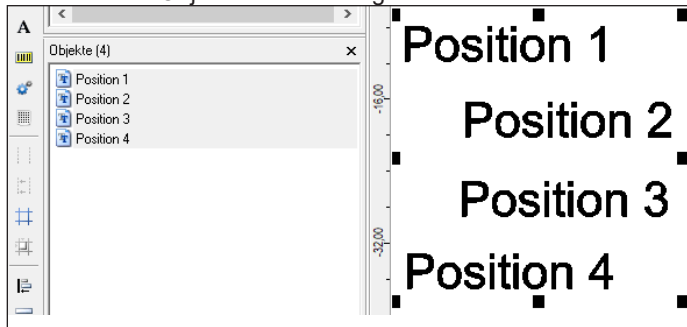 A
Objekte (4)
Position 1
Position 2
Position 3
Position 4
-16,00
-32,00
Position 1
Position 2
Position 3
Position 4